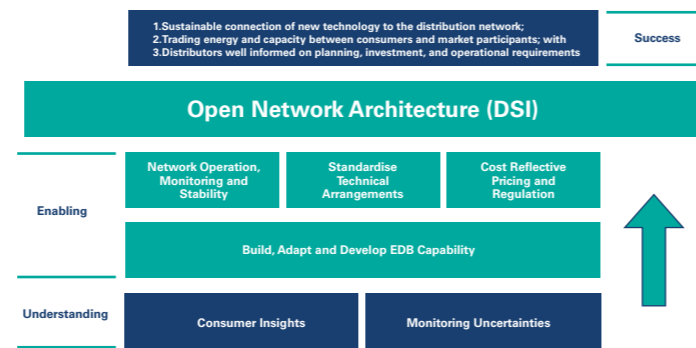 1.Sustainable connection of new technology to the distribution network;
2.Trading energy and capacity between consumers and market participants; with
3.Distributors well informed on planning, investment, and operational requirements
Success
Open Network Architecture (DSI)
Enabling
Network Operation,
Monitoring and
Stability
Standardise
Technical
Arrangements
Cost Reflective
Pricing and
Regulation
Build, Adapt and Develop EDB Capability
Understanding
Consumer Insights
Monitoring Uncertainties